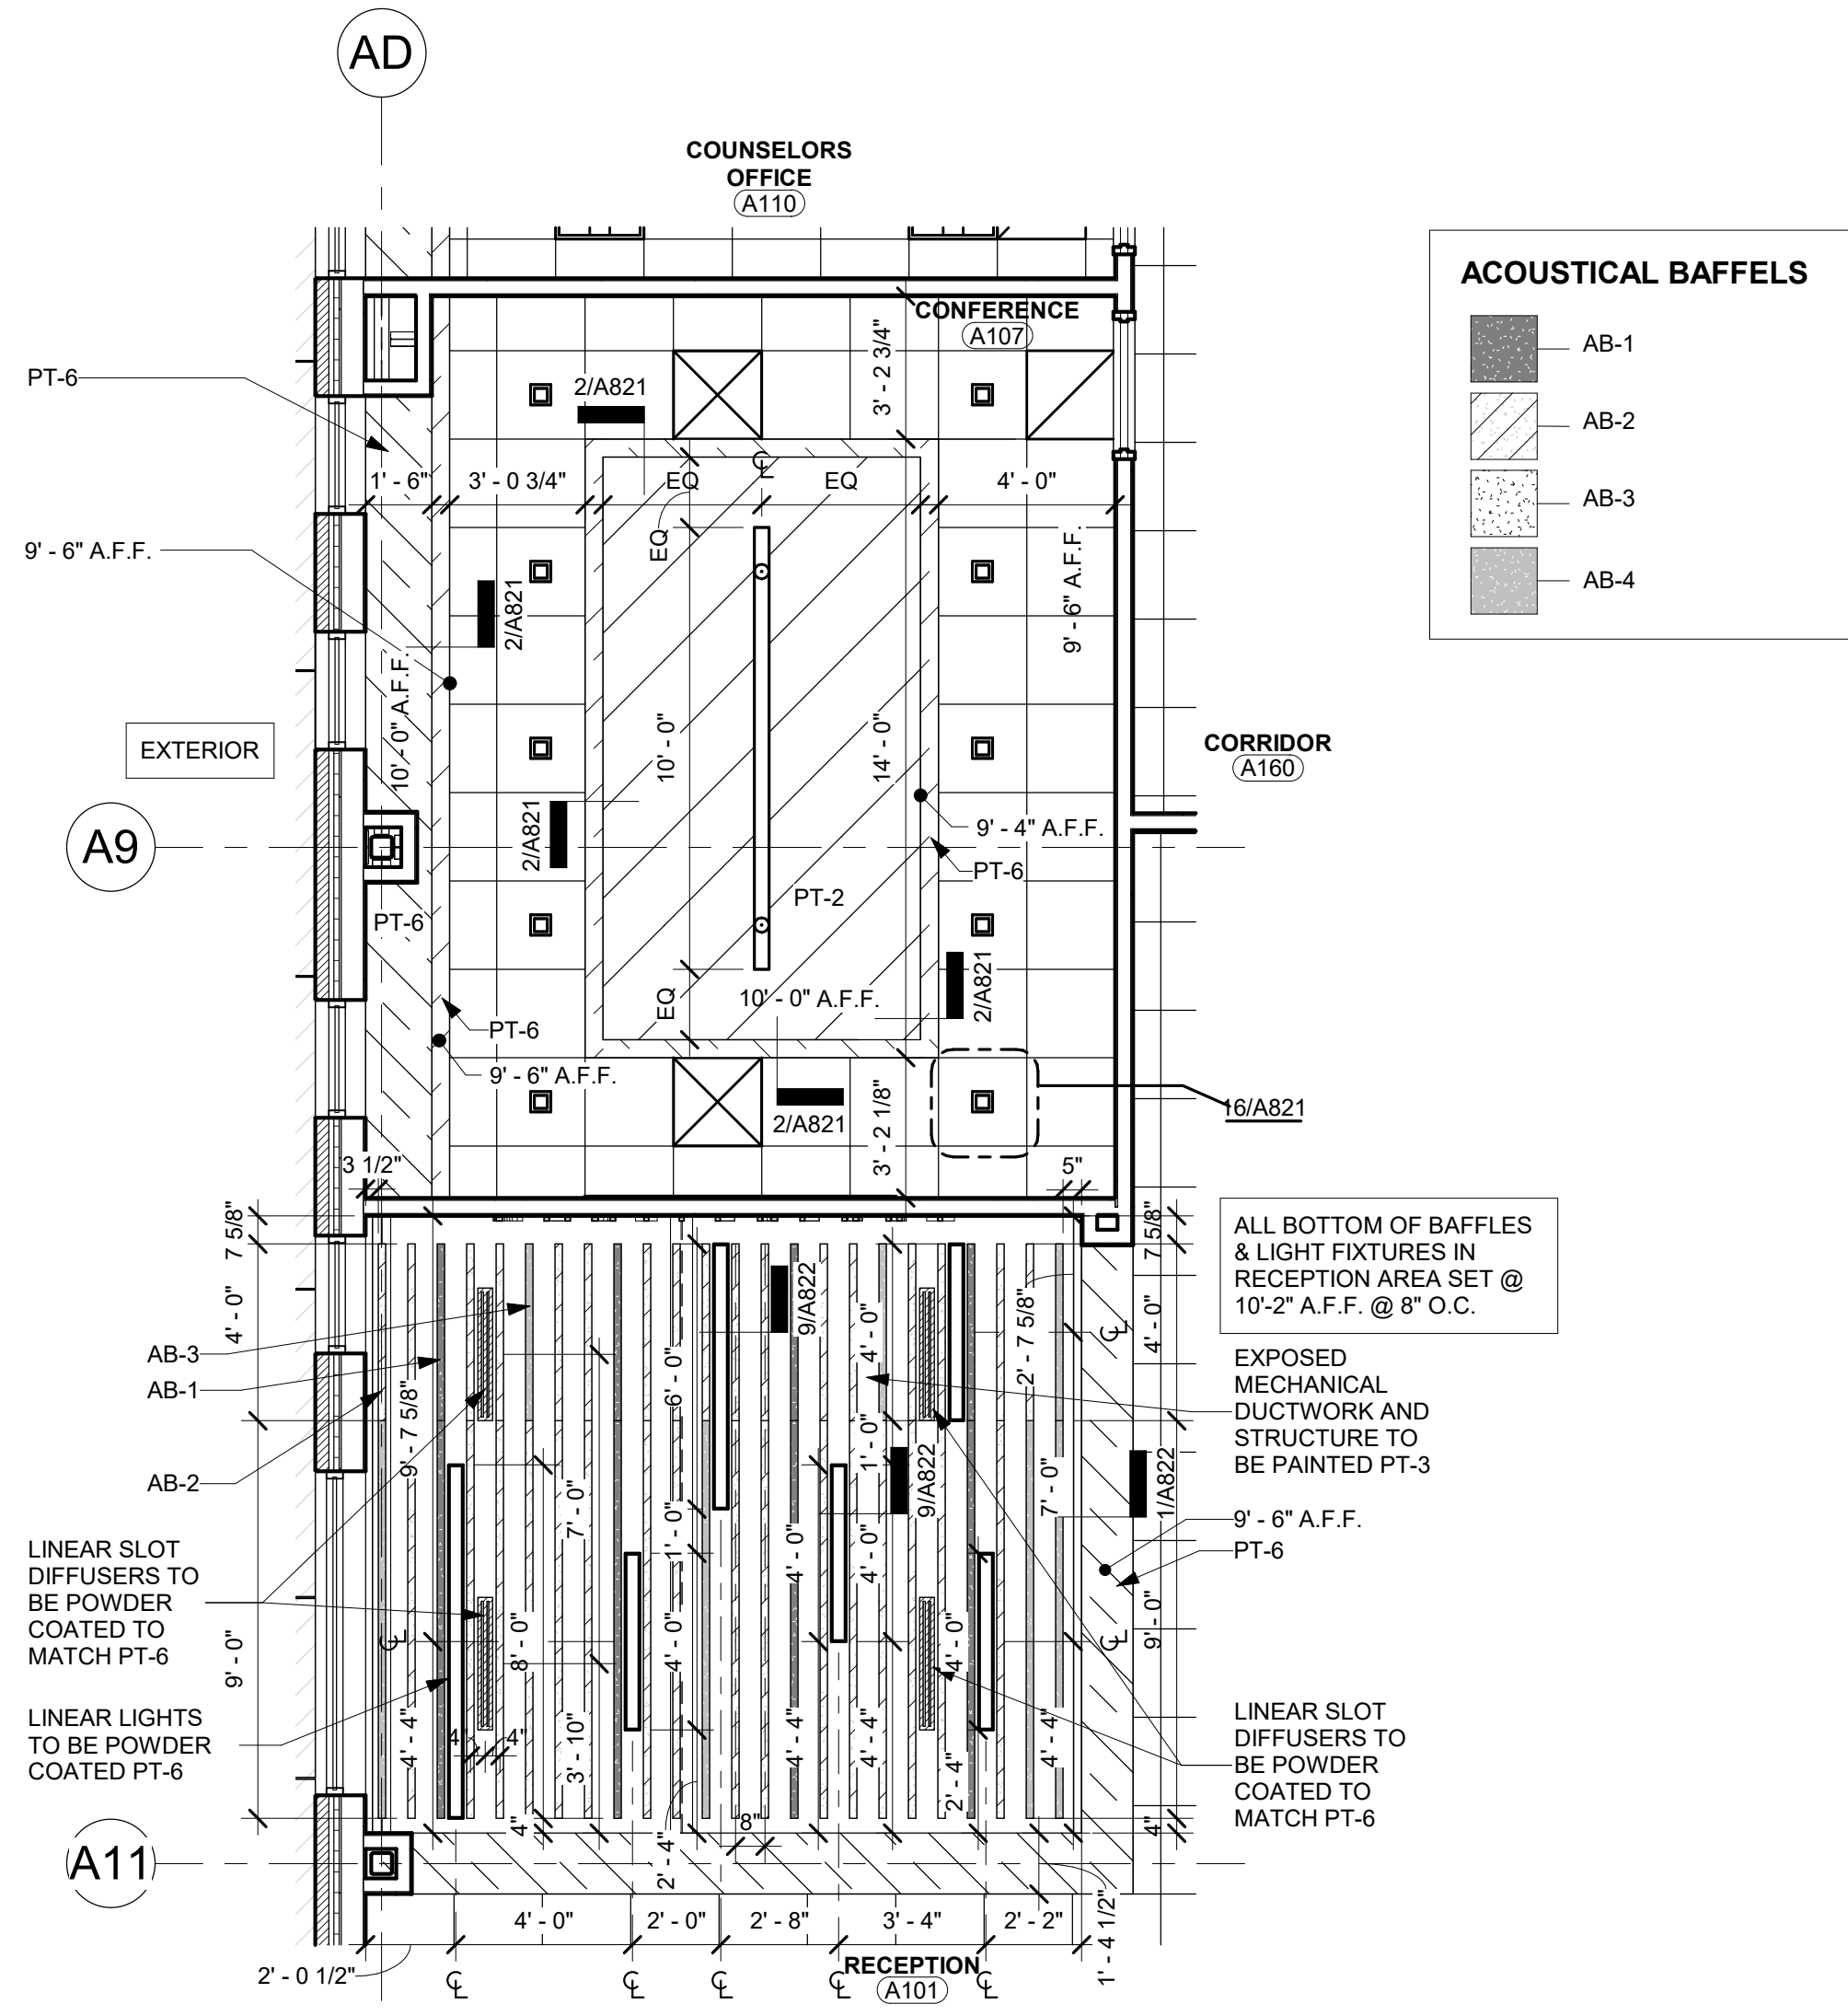 AD
COUNSELORS
OFFICE
A110
ACOUSTICAL BAFFELS
AB-1
AB-2
AB-3
AB-4
CONFERENCE
A107
PT-6
2/A821
3' - 2 3/4"
1' - 6"
3' - 0 3/4"
EQ
℄
EQ
4' - 0"
EQ
9' - 6" A.F.F.
9' - 6" A.F.F.
2/A821
10' - 0" A.F.F.
10' - 0"
14' - 0"
EXTERIOR
CORRIDOR
A160
A9
2/A821
9' - 4" A.F.F.
PT-6
PT-2
PT-6
2/A821
EQ
10' - 0" A.F.F.
PT-6
9' - 6" A.F.F.
2/A821
3' - 2 1/8"
16/A821
3 1/2"
5"
7 5/8"
7 5/8"
ALL BOTTOM OF BAFFLES
& LIGHT FIXTURES IN
RECEPTION AREA SET @
10'-2" A.F.F. @ 8" O.C.
4' - 0"
9/A822
4' - 0"
2' - 7 5/8"
℄
4' - 0"
AB-3
AB-1
AB-2
9' - 7 5/8"
6' - 0"
EXPOSED
MECHANICAL
DUCTWORK AND
STRUCTURE TO
BE PAINTED PT-3
1' - 0"
9/A822
7' - 0"
1/A822
7' - 0"
1' - 0"
4' - 0"
4' - 0"
9' - 6" A.F.F.
PT-6
LINEAR SLOT
DIFFUSERS TO
BE POWDER
COATED TO
MATCH PT-6
9' - 0"
℄
8' - 0"
4' - 0"
4' - 0"
℄
9' - 0"
LINEAR LIGHTS
TO BE POWDER
COATED PT-6
4' - 4"
4"
4"
3' - 10"
4' - 4"
4' - 4"
2' - 4"
4' - 4"
LINEAR SLOT
DIFFUSERS TO
BE POWDER
COATED TO
MATCH PT-6
4"
8"
4"
2' - 4"
A11
4' - 0"
2' - 0"
2' - 8"
3' - 4"
2' - 2"
1' - 4 1/2"
2' - 0 1/2"
℄
℄
℄
℄
℄
RECEPTION
A101